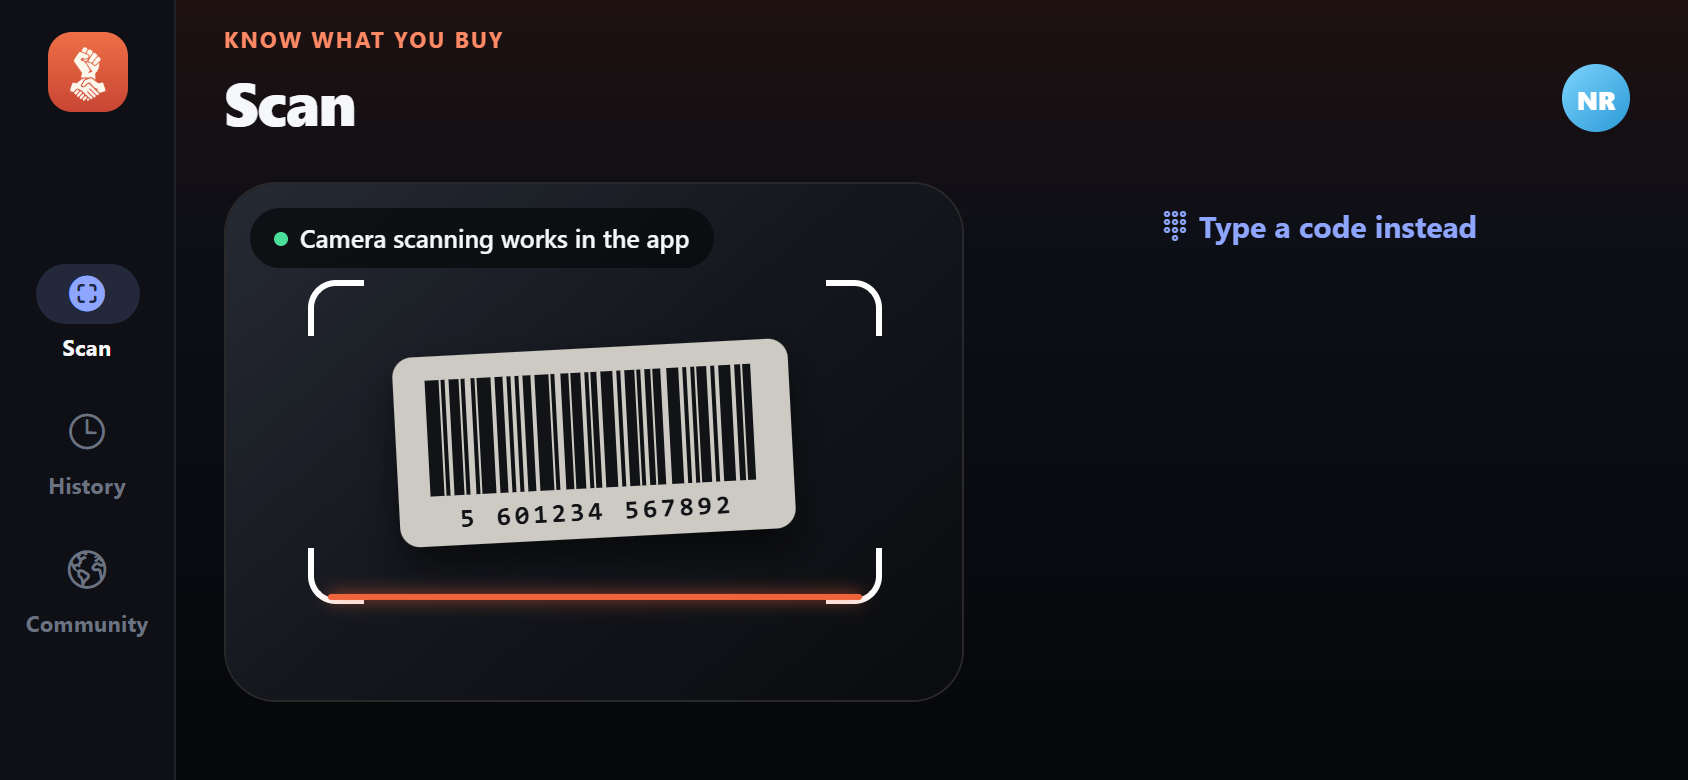 KNOW WHAT YOU BUY
Scan
NR
Camera scanning works in the app
Type a code instead
5 601234 567892
Scan
History
Community